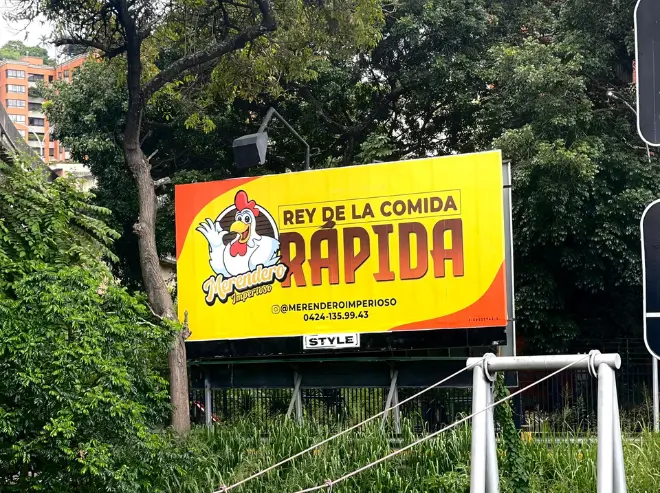 REY DE LA COMIDA
RÁPIDA
Merendero
Imperioso
@MERENDEROIMPERIOSO
0424-135.99.43
STYLE